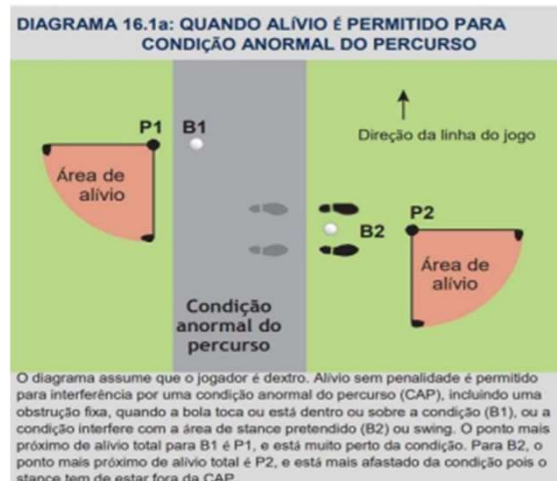 DIAGRAMA 16.1a: QUANDO ALÍVIO É PERMITIDO PARA
CONDIÇÃO ANORMAL DO PERCURSO
P1 B1
Direção da linha do jogo
Área de
alívio
B2 P2
Área de
alívio
Condição
anormal do
percurso
O diagrama assume que o jogador é dextro. Alívio sem penalidade é permitido
para interferência por uma condição anormal do percurso (CAP), incluindo uma
obstrução fixa, quando a bola toca ou está dentro ou sobre a condição (B1), ou a
condição interfere com a área de stance pretendido (B2) ou swing. O ponto mais
próximo de alívio total para B1 é P1, e está muito perto da condição. Para B2, o
ponto mais próximo de alívio total é P2, e está mais afastado da condição pois o
stance tem de estar fora da CAP.